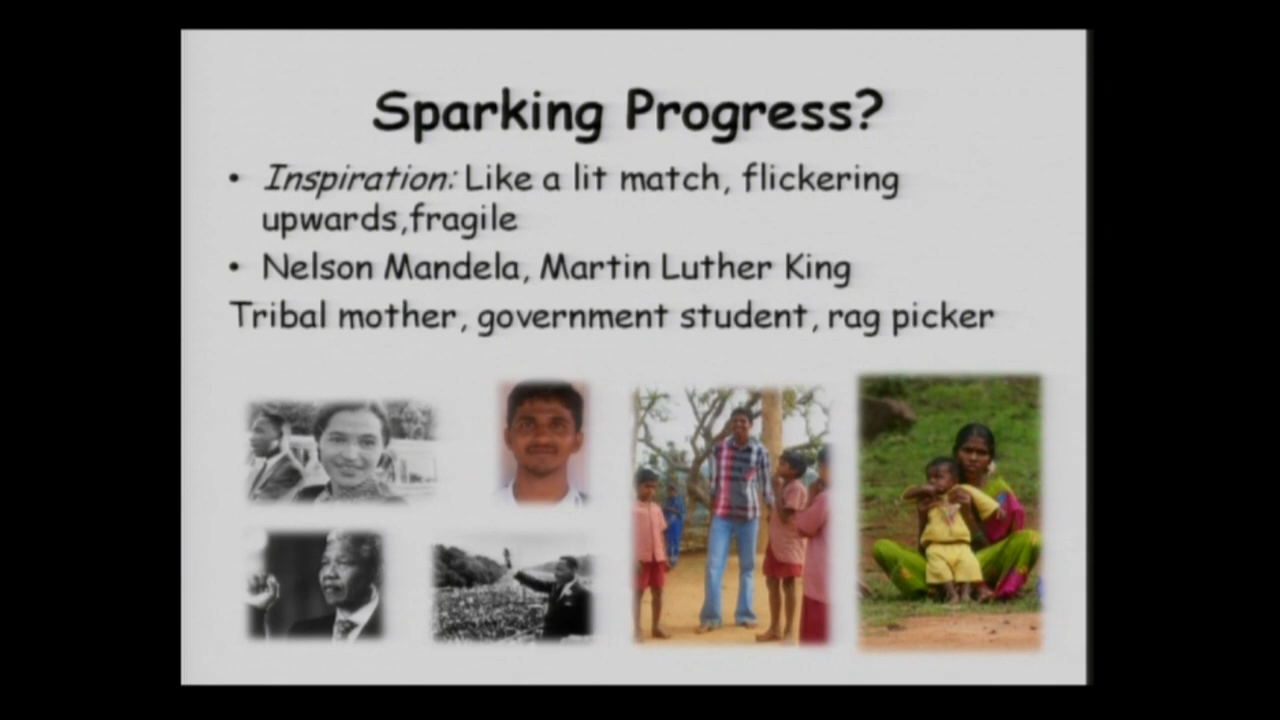 Sparking Progress?
• Inspiration: Like a lit match, flickering
upwards,fragile
• Nelson Mandela, Martin Luther King
Tribal mother, government student, rag picker